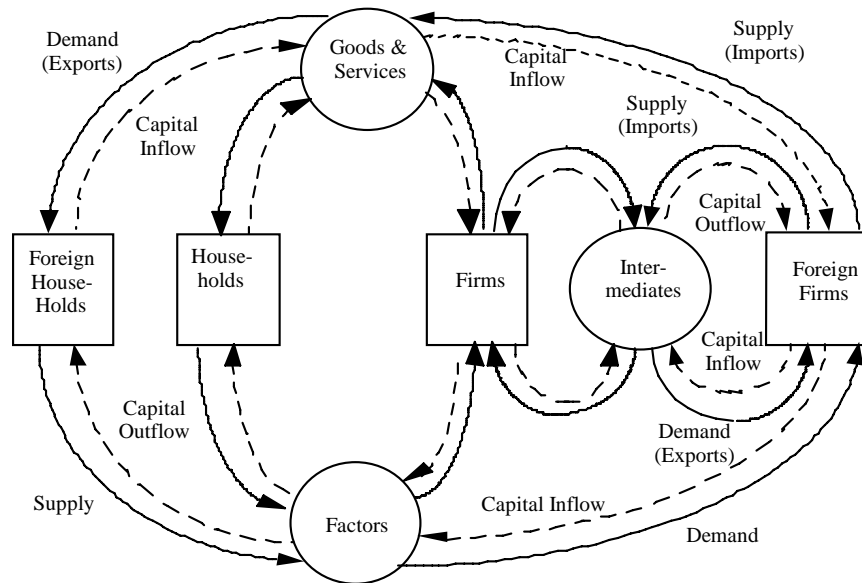 Demand
(Exports)
Goods &
Services
Capital
Inflow
Supply
(Imports)
Capital
Inflow
Supply
(Imports)
Capital
Outflow
Foreign
House-
Holds
House-
holds
Firms
Inter-
mediates
Foreign
Firms
Capital
Inflow
Capital
Outflow
Demand
(Exports)
Supply
Factors
Capital Inflow
Demand